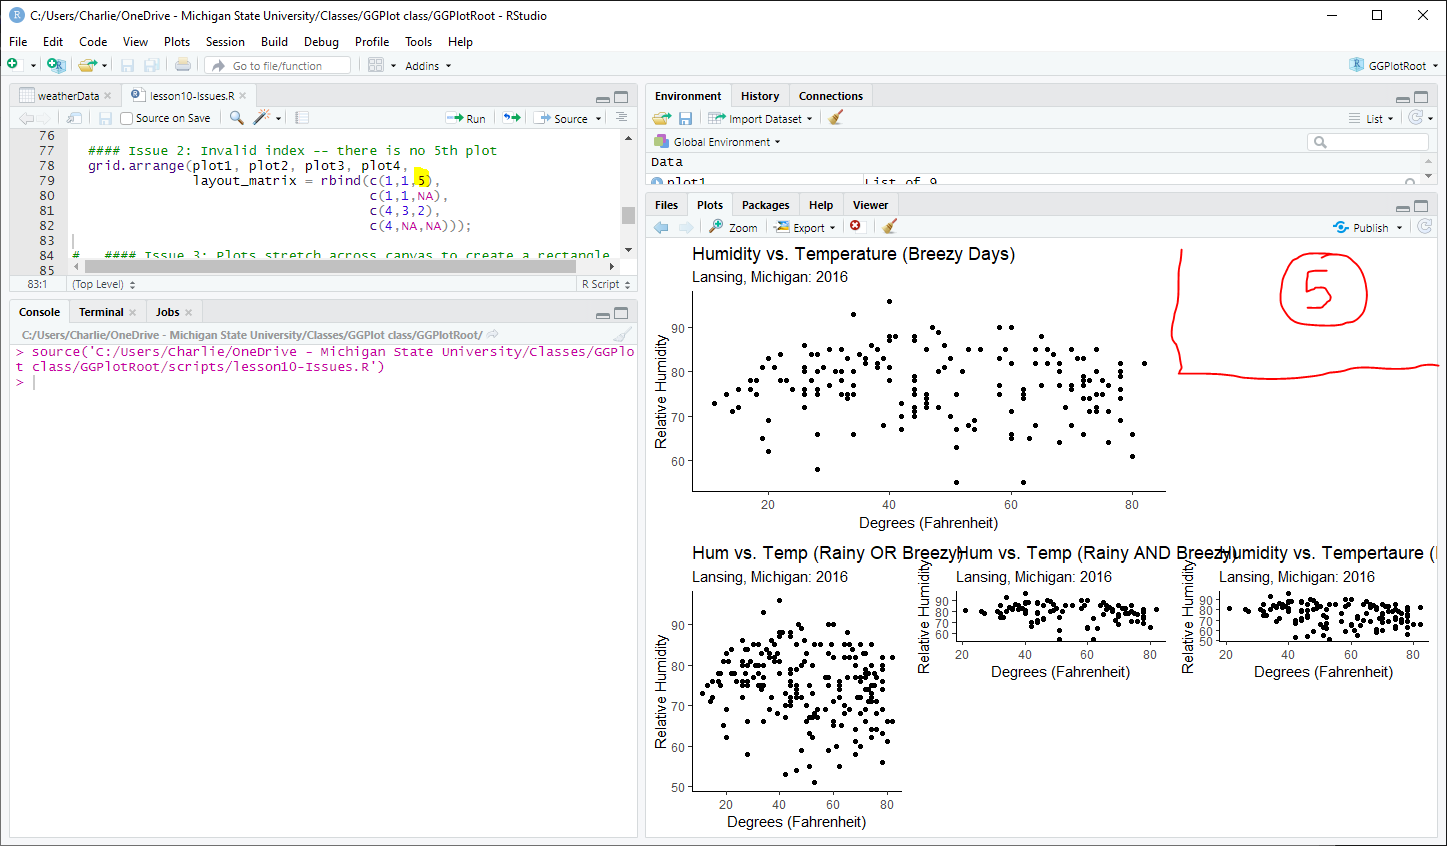 C:/Users/Charlie/OneDrive - Michigan State University/Classes/GGPlot class/GGPlotRoot - RStudio
File Edit Code View Plots Session Build Debug Profile Tools Help
Go to file/function Addins GGPlotRoot
weatherData lesson10-Issues.R
Source on Save Run Source
76
77 #### Issue 2: Invalid index -- there is no 5th plot
78 grid.arrange(plot1, plot2, plot3, plot4,
79 layout_matrix = rbind(c(1,1,5),
80 c(1,1,NA),
81 c(4,3,2),
82 c(4,NA,NA)));
83
84 # #### Issue 3: Plots stretch across canvas to create a rectangle
85
83:1 (Top Level) R Script
Console Terminal Jobs
C:/Users/Charlie/OneDrive - Michigan State University/Classes/GGPlot class/GGPlotRoot/
> source('C:/Users/Charlie/OneDrive - Michigan State University/Classes/GGPlo
t class/GGPlotRoot/scripts/lesson10-Issues.R')
>
Environment History Connections
Import Dataset List
Global Environment
Data
plot1 List of 9
Files Plots Packages Help Viewer
Zoom Export Publish
Humidity vs. Temperature (Breezy Days)
Lansing, Michigan: 2016
5
Relative Humidity
90
80
70
60
20 40 60 80
Degrees (Fahrenheit)
Hum vs. Temp (Rainy OR Breezy)
Lansing, Michigan: 2016
Relative Humidity
90
80
70
60
50
20 40 60 80
Degrees (Fahrenheit)
Hum vs. Temp (Rainy AND Breezy)
Lansing, Michigan: 2016
Relative Humidity
90
80
70
60
20 40 60 80
Degrees (Fahrenheit)
Humidity vs. Tempertaure (
Lansing, Michigan: 2016
Relative Humidity
90
80
70
60
50
20 40 60 80
Degrees (Fahrenheit)